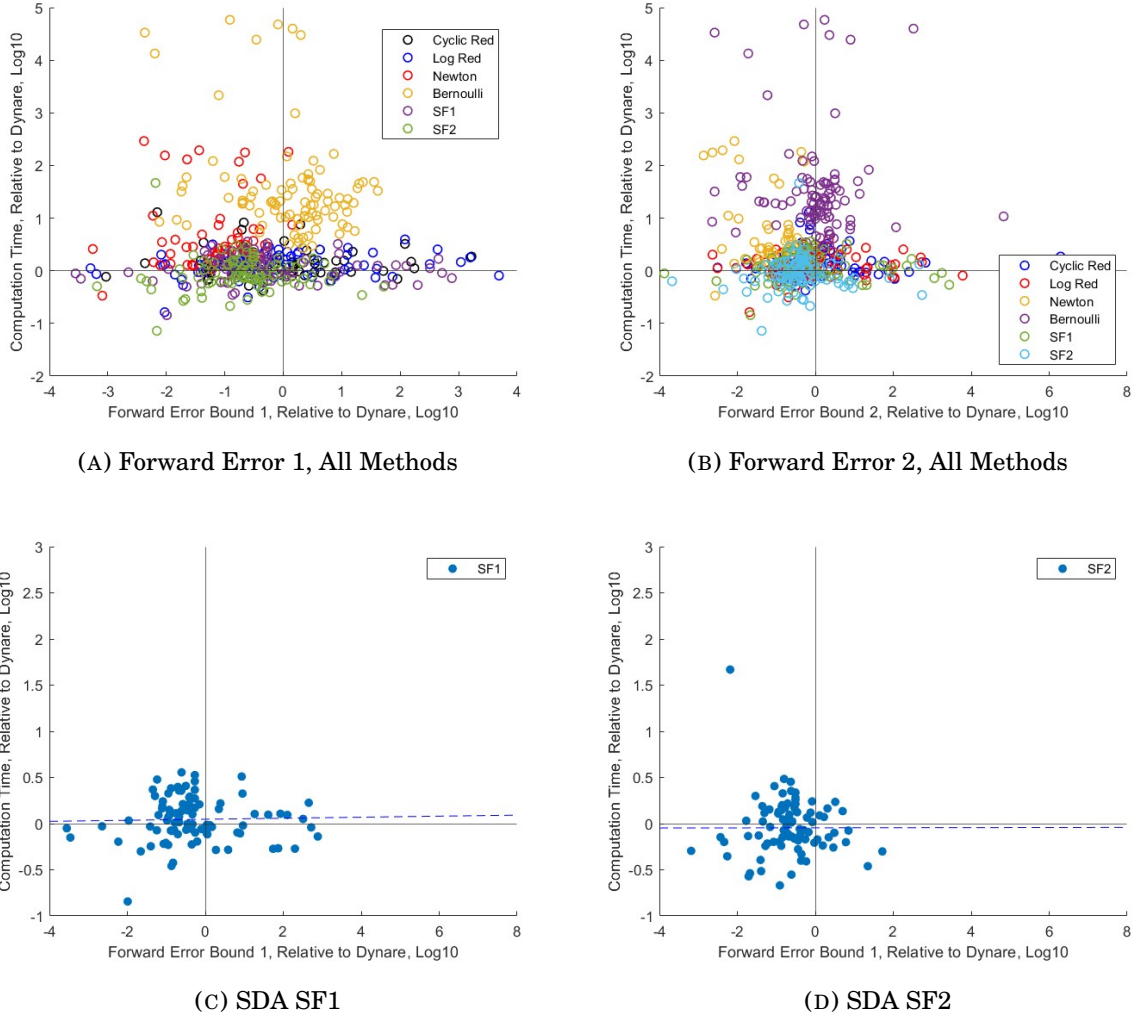 5
4
3
2
1
0
-1
-2
-4
-3
-2
-1
0
1
2
3
4
Computation Time, Relative to Dynare, Log10
Forward Error Bound 1, Relative to Dynare, Log10
Cyclic Red
Log Red
Newton
Bernoulli
SF1
SF2
(A) Forward Error 1, All Methods
5
4
3
2
1
0
-1
-2
-4
-2
0
2
4
6
8
Computation Time, Relative to Dynare, Log10
Forward Error Bound 2, Relative to Dynare, Log10
Cyclic Red
Log Red
Newton
Bernoulli
SF1
SF2
(B) Forward Error 2, All Methods
3
2.5
2
1.5
1
0.5
0
-0.5
-1
-4
-2
0
2
4
6
8
Computation Time, Relative to Dynare, Log10
Forward Error Bound 1, Relative to Dynare, Log10
SF1
(C) SDA SF1
3
2.5
2
1.5
1
0.5
0
-0.5
-1
-4
-2
0
2
4
6
8
Computation Time, Relative to Dynare, Log10
Forward Error Bound 1, Relative to Dynare, Log10
SF2
(D) SDA SF2